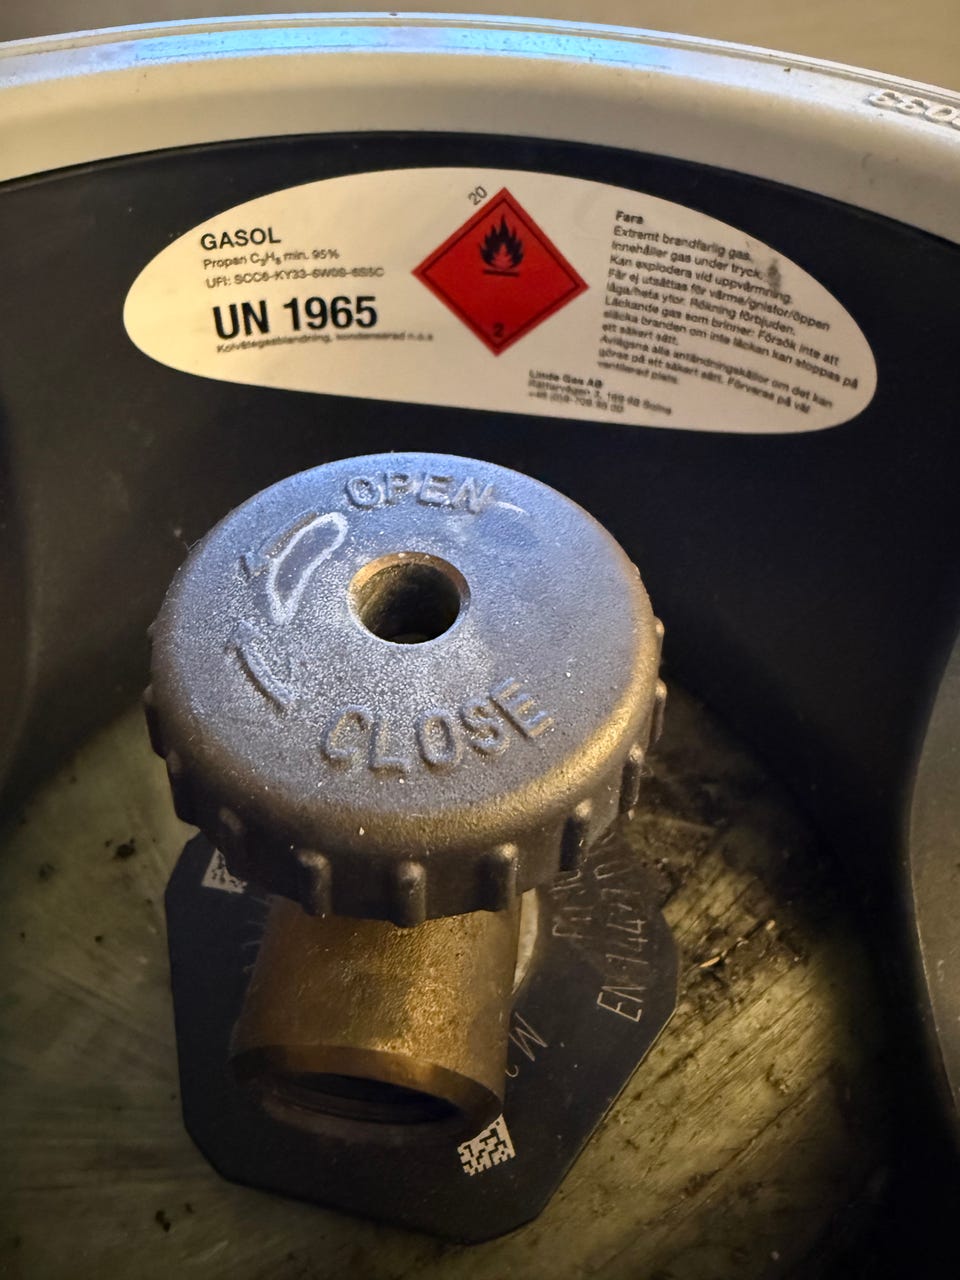 20
GASOL
Propan C₃H₈ min. 95%
UN 1965
Kolvätegasblandning, kondenserad n.o.s
2
Fara
Extremt brandfarlig gas.
Innehåller gas under tryck.
Kan explodera vid uppvärmning.
Får ej utsättas för värme/gnistor/öppen
låga/heta ytor. Rökning förbjuden.
Läckande gas som brinner: Försök inte att
släcka branden om inte läckan kan stoppas på
ett säkert sätt.
Avlägsna alla antändningskällor om det kan
göras på ett säkert sätt. Förvaras på väl
ventilerad plats.
Linde Gas AB
OPEN
CLOSE